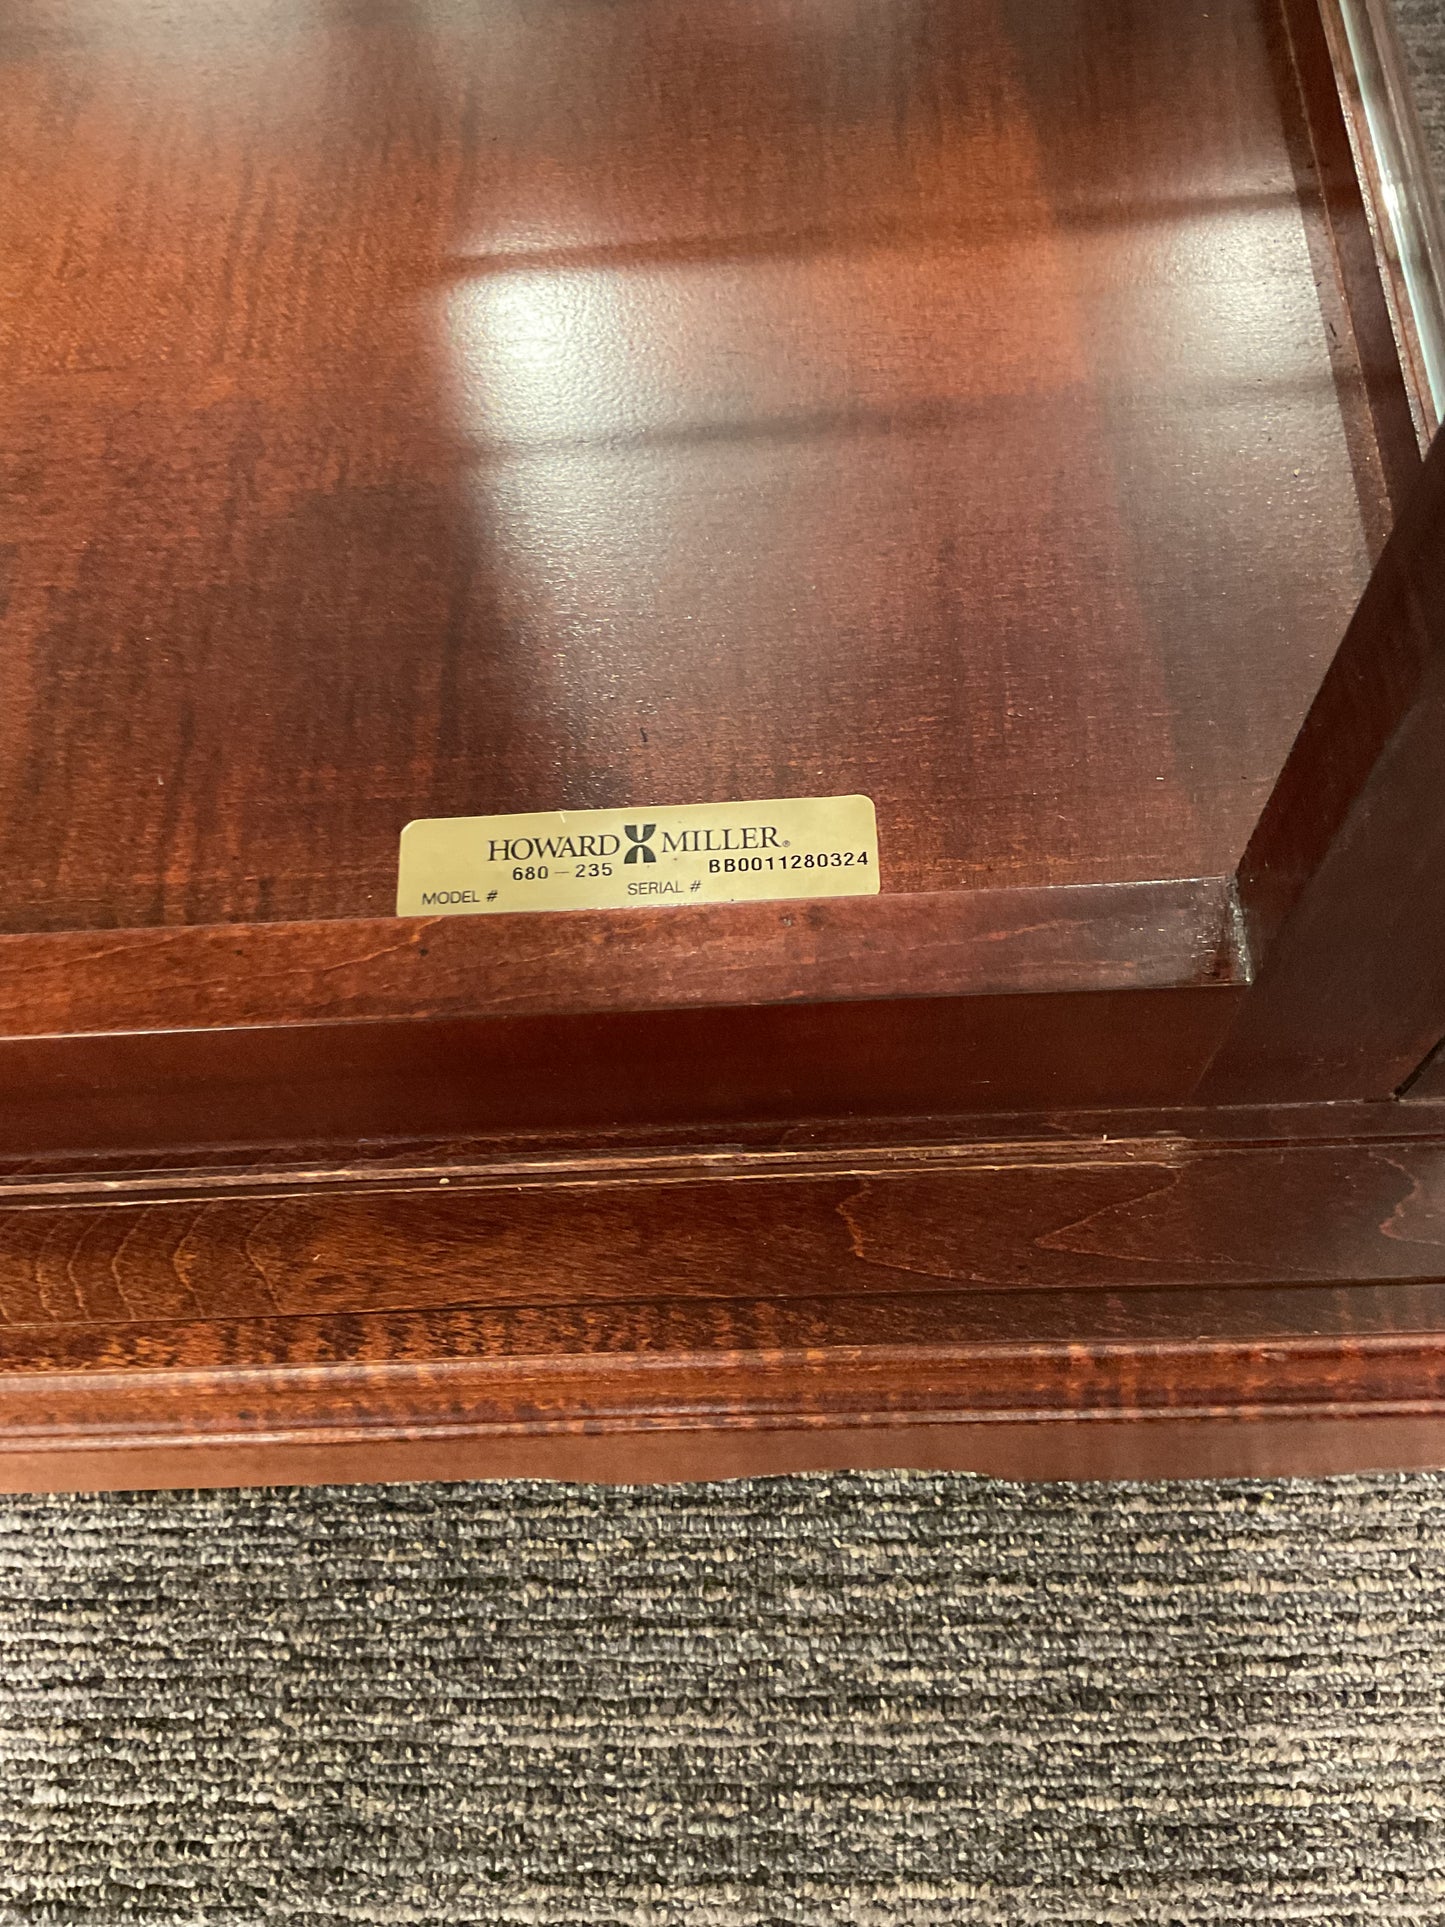 HOWARD MILLER®
680-235 BB0011280324
MODEL # SERIAL #